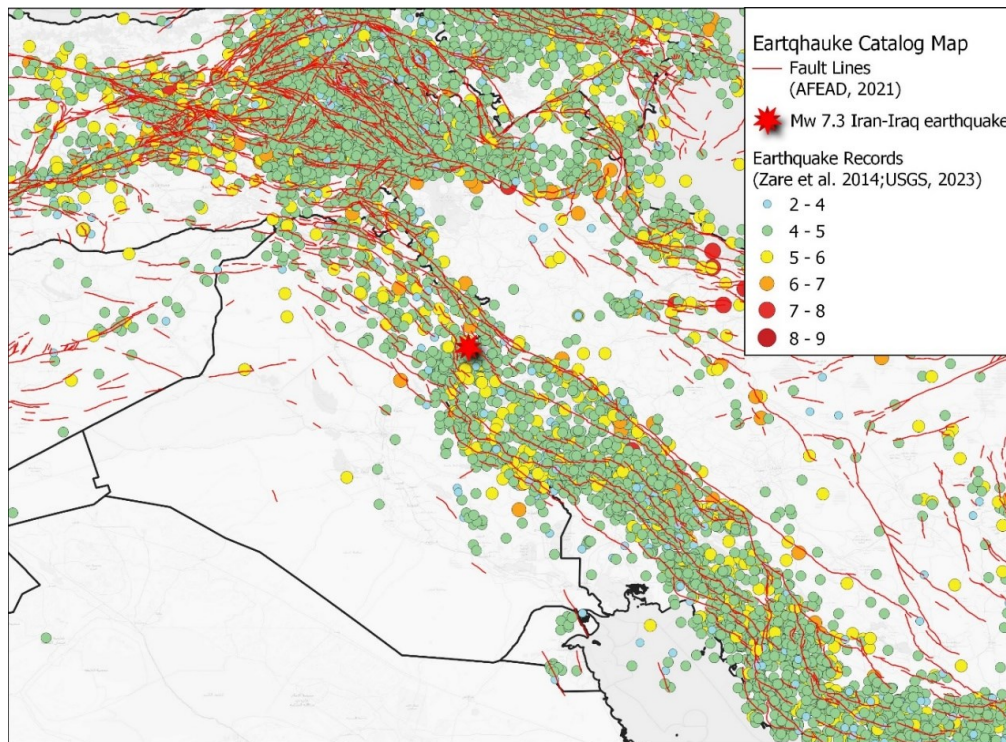 Eartqhauke Catalog Map
Fault Lines
(AFEAD, 2021)
Mw 7.3 Iran-Iraq earthquake
Earthquake Records
(Zare et al. 2014;USGS, 2023)
2 - 4
4 - 5
5 - 6
6 - 7
7 - 8
8 - 9